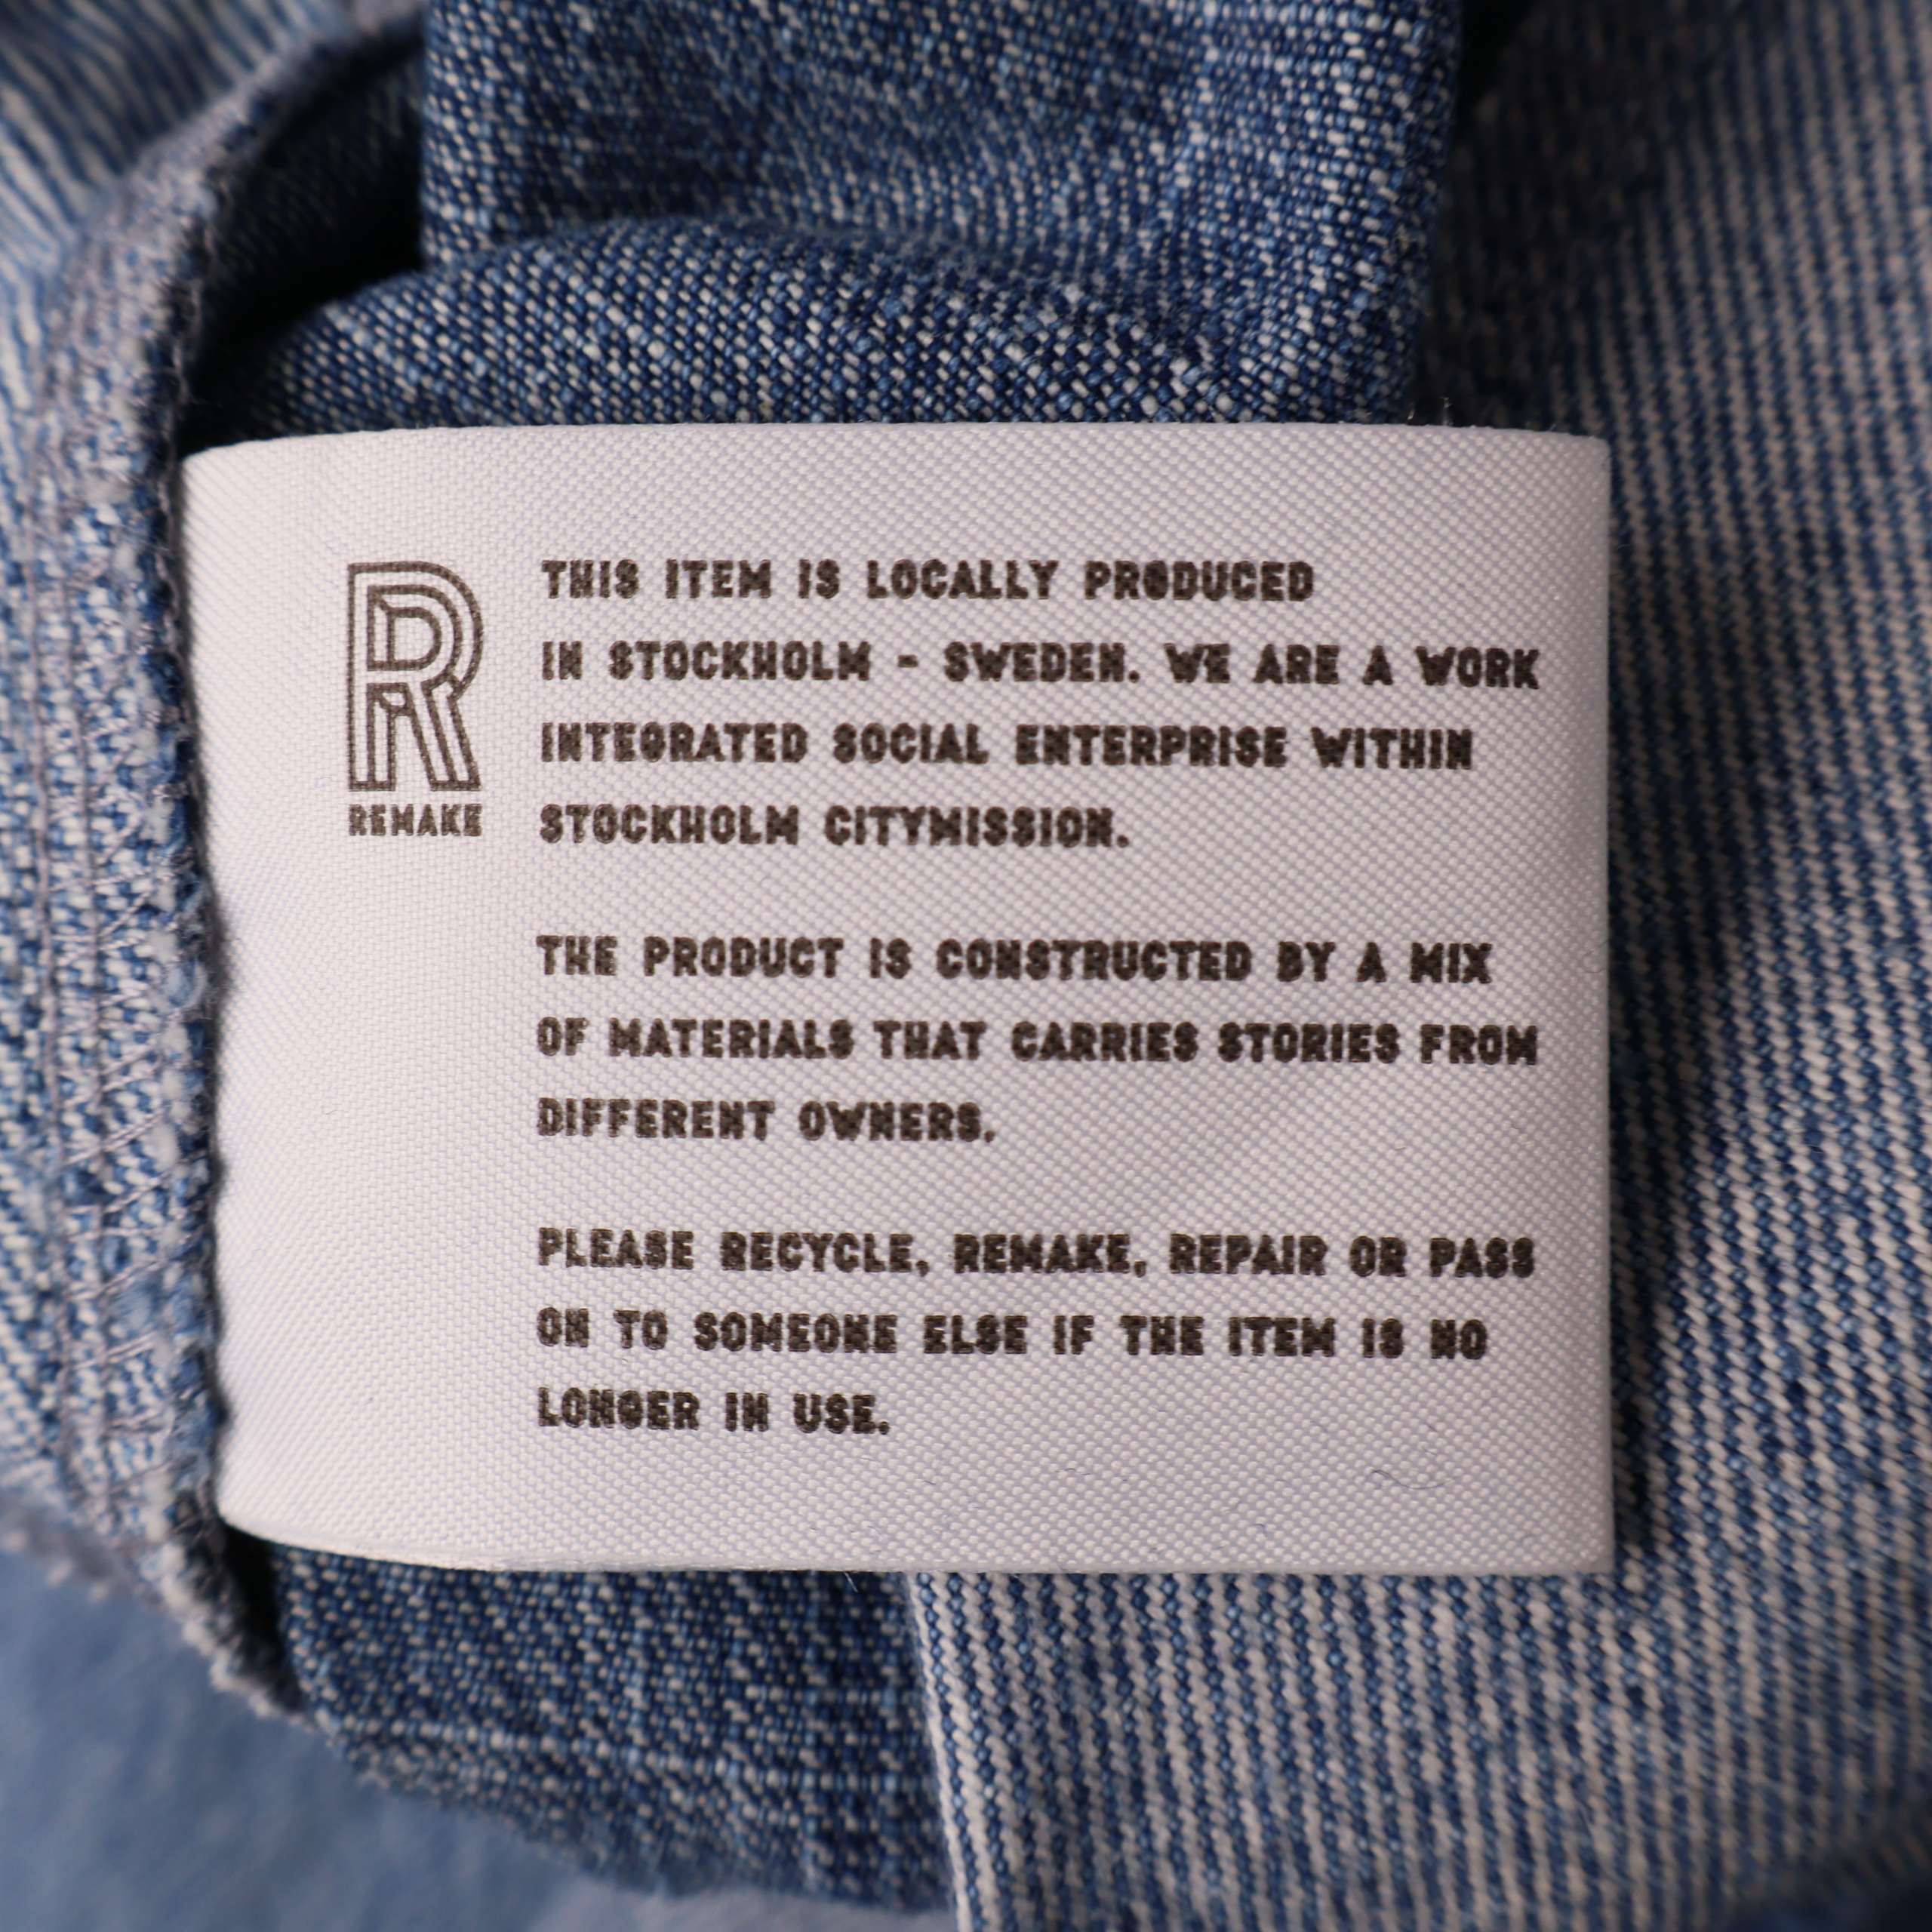 R
REMAKE
THIS ITEM IS LOCALLY PRODUCED
IN STOCKHOLM - SWEDEN. WE ARE A WORK
INTEGRATED SOCIAL ENTERPRISE WITHIN
STOCKHOLM CITYMISSION.
THE PRODUCT IS CONSTRUCTED BY A MIX
OF MATERIALS THAT CARRIES STORIES FROM
DIFFERENT OWNERS.
PLEASE RECYCLE, REMAKE, REPAIR OR PASS
ON TO SOMEONE ELSE IF THE ITEM IS NO
LONGER IN USE.